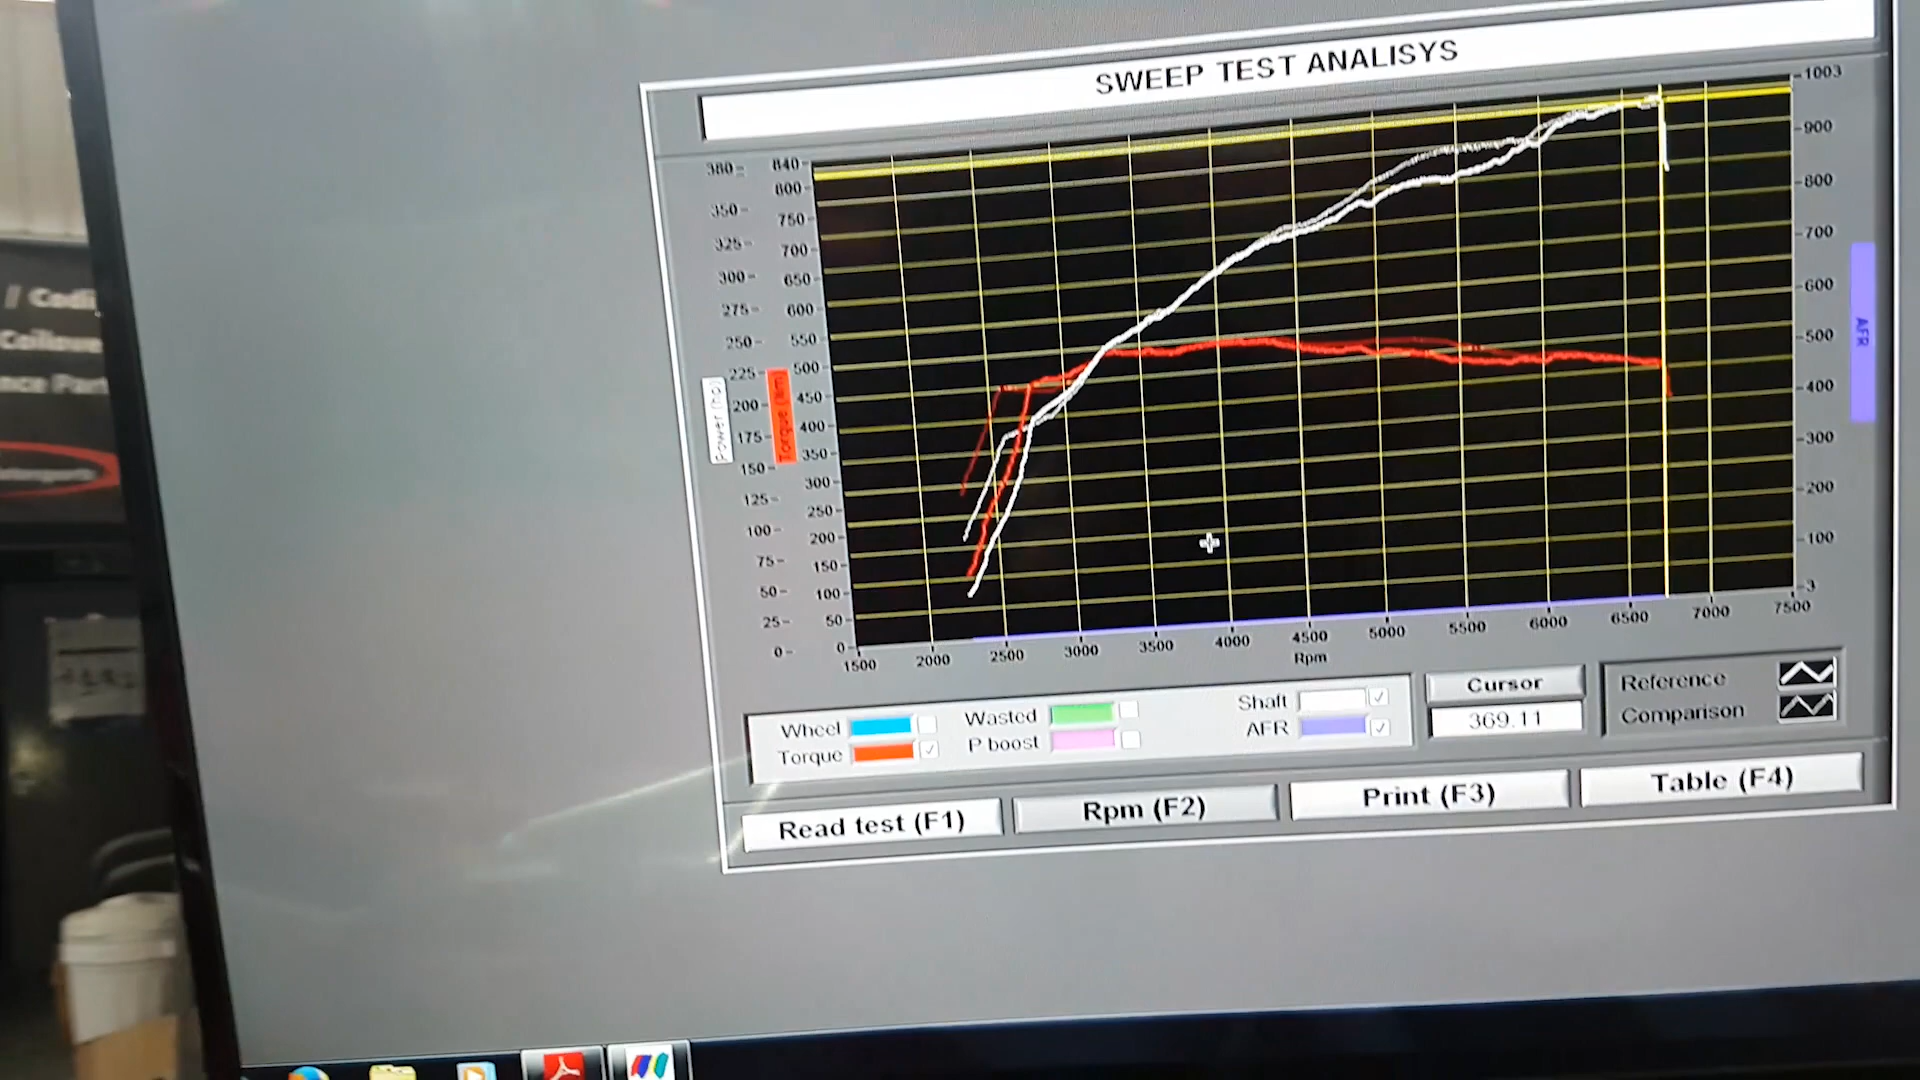 SWEEP TEST ANALISYS
380 840 1003
800 900
350 750 800
325 700 700
300 650 600
275 600 500
250 550 400
225 500 300
200 450 200
175 400 100
150 350 3
125 300
100 250
75 200
50 150
25 100
0 50
0
Power (hp)
AFR
1500 2000 2500 3000 3500 4000 4500 5000 5500 6000 6500 7000 7500
Rpm
Wheel Wasted Shaft
Torque P boost AFR
Cursor
369.11
Reference
Comparison
Read test (F1) Rpm (F2) Print (F3) Table (F4)